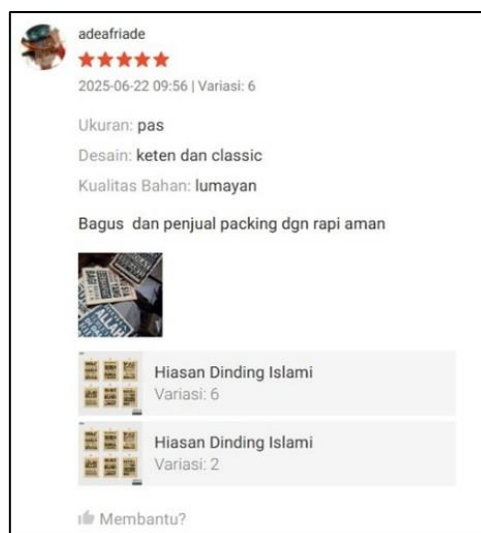 adeafriade
2025-06-22 09:56 | Variasi: 6
Ukuran: pas
Desain: keten dan classic
Kualitas Bahan: lumayan
Bagus dan penjual packing dgn rapi aman
ALLAH
Hiasan Dinding Islami
Variasi: 6
Hiasan Dinding Islami
Variasi: 2
Membantu?